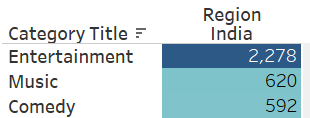 Region
Category Title India
Entertainment 2,278
Music 620
Comedy 592